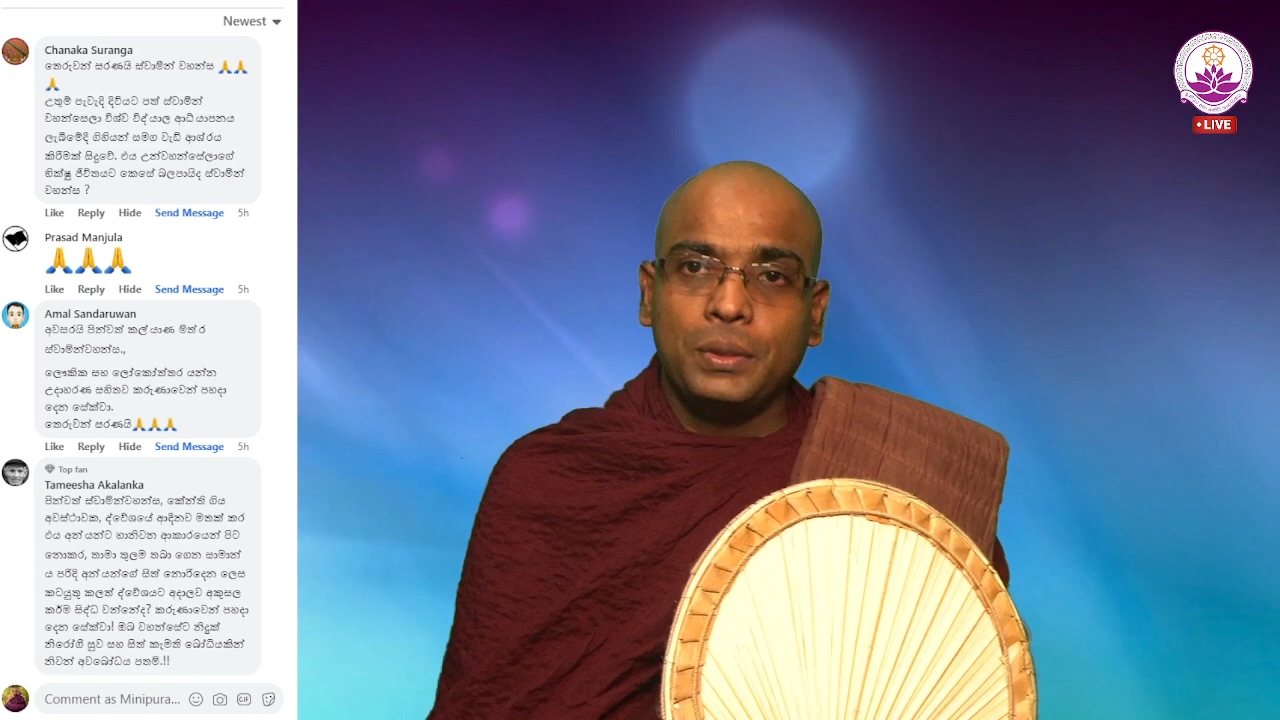 Newest
Chanaka Suranga
තෙරුවන් සරණයි ස්වාමින් වහන්ස 🙏🙏
🙏
උතුම් පැවැදි දිවියට පත් ස්වාමින්
වහන්සෙලා විශ්ව විද්‍යාල අධ්‍යාපනය
ලැබීමේදී ගිහියන් සමග වැඩි ආශ්‍රය
කිරීමක් සිදුවේ. එය උන්වහන්සේලාගේ
භික්ෂු ජීවිතයට කෙසේ බලපායිද ස්වාමින්
වහන්ස ?
Like Reply Hide Send Message 5h
Prasad Manjula
🙏🙏🙏
Like Reply Hide Send Message 5h
Amal Sandaruwan
අවසරයි පින්වත් කල්‍යාණ මිත්‍ර
ස්වාමින්වහන්ස.,
ලෞකික සහ ලෝකෝත්තර යන්න
උදාහරණ සහිතව කරුණාවෙන් පහදා
දෙන සේක්වා.
තෙරුවන් සරණයි🙏🙏🙏
Like Reply Hide Send Message 5h
Top fan
Tameesha Akalanka
පින්වත් ස්වාමින්වහන්ස, කේන්ති ගිය
අවස්ථාවක, ද්වේශයේ ආදීනව මතක් කර
එය අන්‍යන්ට හානිවන ආකාරයෙන් පිට
නොකර, තාමා තුලම තබා ගෙන සාමාන්
ය පරිදි අන්‍යන්ගේ සිත් නොරිදෙන ලෙස
කටයුතු කලත් ද්වේශයට අදාලව අකුසල
කර්ම සිද්ධ වන්නේද? කරුණාවෙන් පහදා
දෙන සේක්වා! ඔබ වහන්සේට නිදුක්
නිරෝගී සුව සහ සිත් කැමති බෝධියකින්
නිවන් අවබෝධය පතමි.!!
Comment as Minipura...
GIF
LIVE